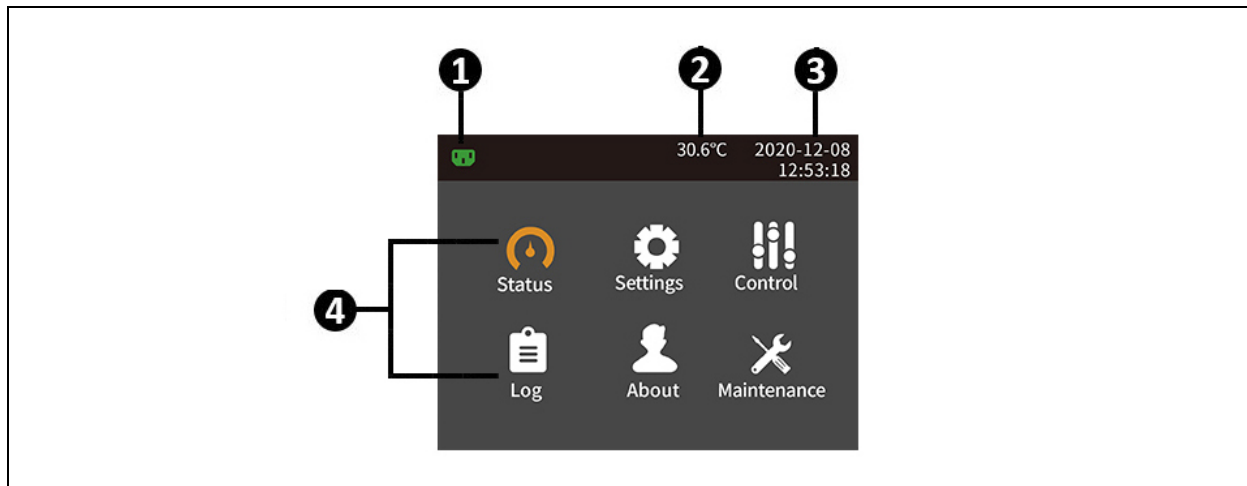 1 2 3
30.6℃ 2020-12-08
12:53:18
Status Settings Control
4
Log About Maintenance